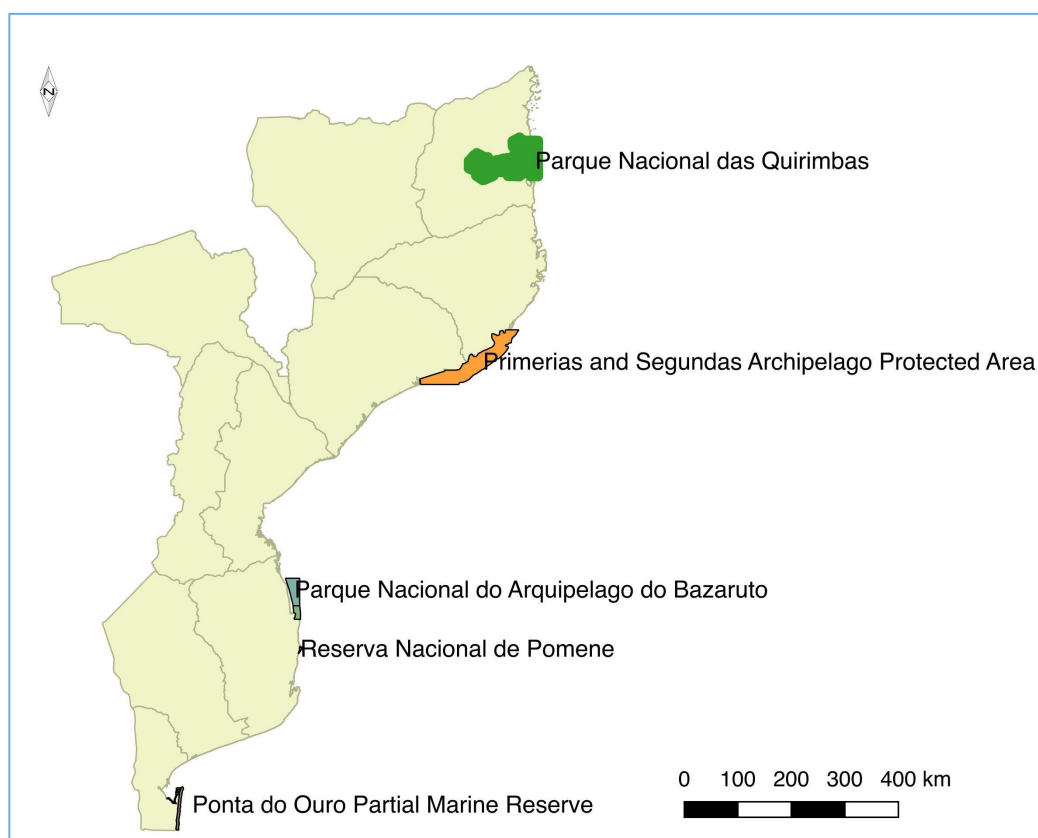 N
Parque Nacional das Quirimbas
Primerias and Segundas Archipelago Protected Area
Parque Nacional do Arquipelago do Bazaruto
Reserva Nacional de Pomene
0 100 200 300 400 km
Ponta do Ouro Partial Marine Reserve